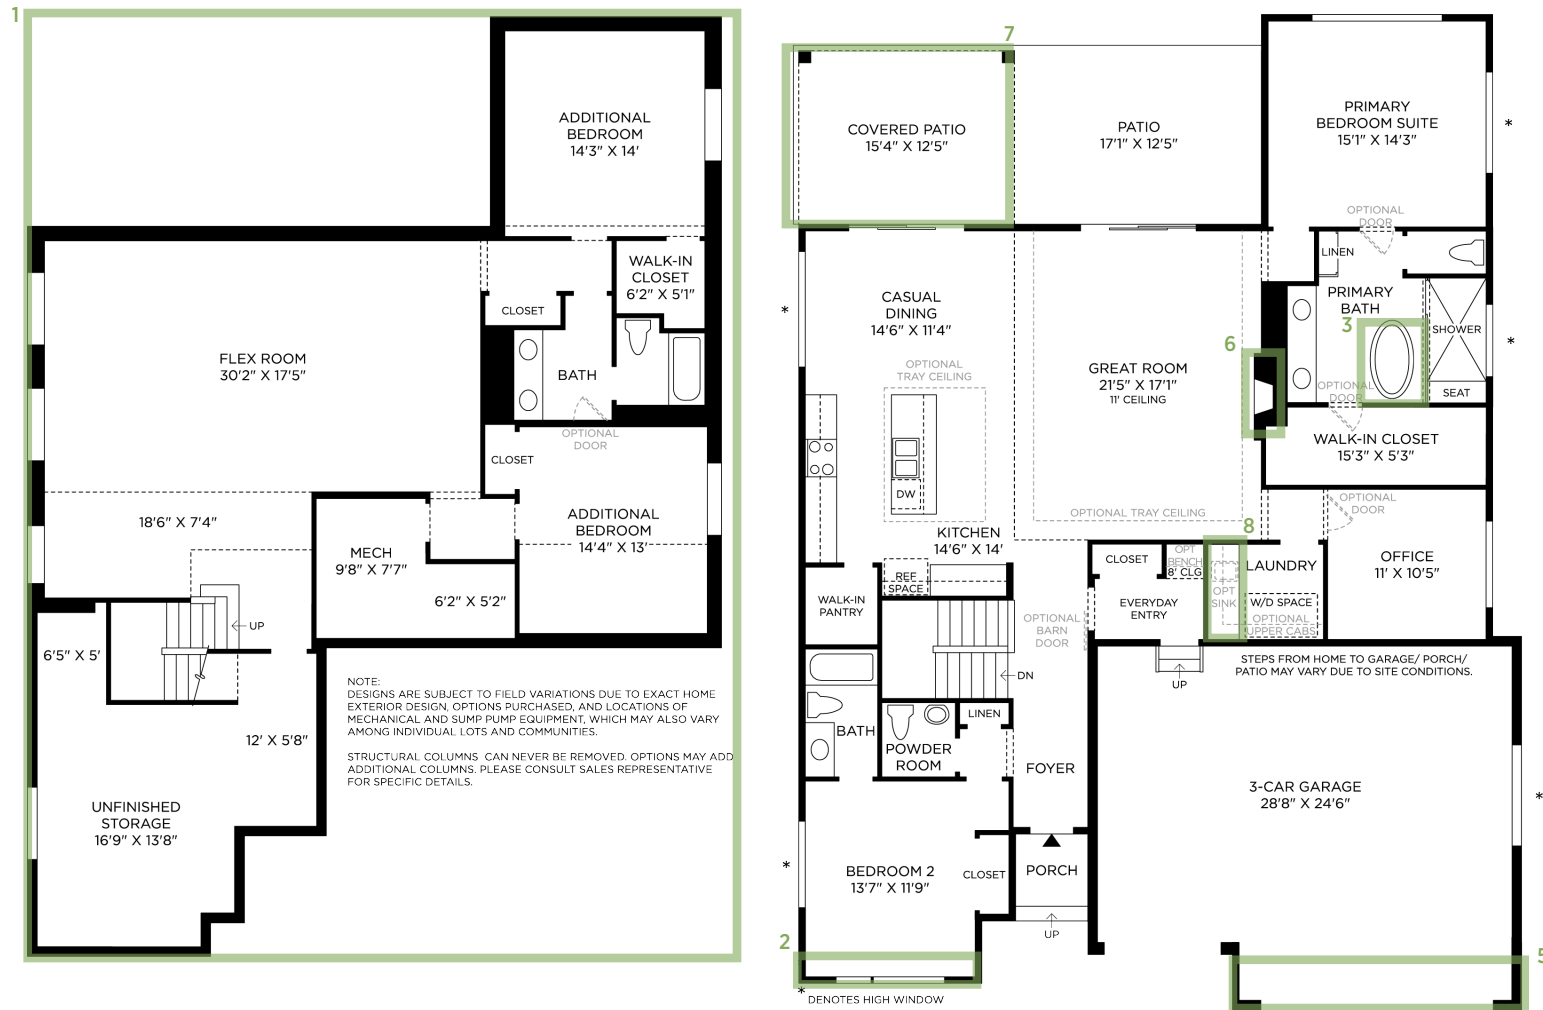 1
ADDITIONAL
BEDROOM
14'3" X 14'
WALK-IN
CLOSET
6'2" X 5'1"
CLOSET
FLEX ROOM
30'2" X 17'5"
BATH
OPTIONAL
DOOR
CLOSET
18'6" X 7'4"
ADDITIONAL
BEDROOM
14'4" X 13'
MECH
9'8" X 7'7"
6'2" X 5'2"
UP
6'5" X 5'
12' X 5'8"
UNFINISHED
STORAGE
16'9" X 13'8"
NOTE:
DESIGNS ARE SUBJECT TO FIELD VARIATIONS DUE TO EXACT HOME
EXTERIOR DESIGN, OPTIONS PURCHASED, AND LOCATIONS OF
MECHANICAL AND SUMP PUMP EQUIPMENT, WHICH MAY ALSO VARY
AMONG INDIVIDUAL LOTS AND COMMUNITIES.
STRUCTURAL COLUMNS CAN NEVER BE REMOVED. OPTIONS MAY ADD
ADDITIONAL COLUMNS. PLEASE CONSULT SALES REPRESENTATIVE
FOR SPECIFIC DETAILS.
7
COVERED PATIO
15'4" X 12'5"
PATIO
17'1" X 12'5"
PRIMARY
BEDROOM SUITE
15'1" X 14'3"
*
OPTIONAL
DOOR
LINEN
PRIMARY
BATH
3
SHOWER
*
SEAT
OPTIONAL
DOOR
WALK-IN CLOSET
15'3" X 5'3"
*
CASUAL
DINING
14'6" X 11'4"
OPTIONAL
TRAY CEILING
6
GREAT ROOM
21'5" X 17'1"
11' CEILING
OPTIONAL TRAY CEILING
DW
KITCHEN
14'6" X 14'
REF
SPACE
WALK-IN
PANTRY
OPTIONAL
DOOR
OFFICE
11' X 10'5"
8
CLOSET
OPT
BENCH
8' CLG
EVERYDAY
ENTRY
OPT
SINK
LAUNDRY
W/D SPACE
OPTIONAL
UPPER CABS
OPTIONAL
BARN
DOOR
UP
STEPS FROM HOME TO GARAGE/ PORCH/
PATIO MAY VARY DUE TO SITE CONDITIONS.
DN
BATH
POWDER
ROOM
LINEN
FOYER
3-CAR GARAGE
28'8" X 24'6"
*
*
BEDROOM 2
13'7" X 11'9"
CLOSET
PORCH
UP
2
5
* DENOTES HIGH WINDOW